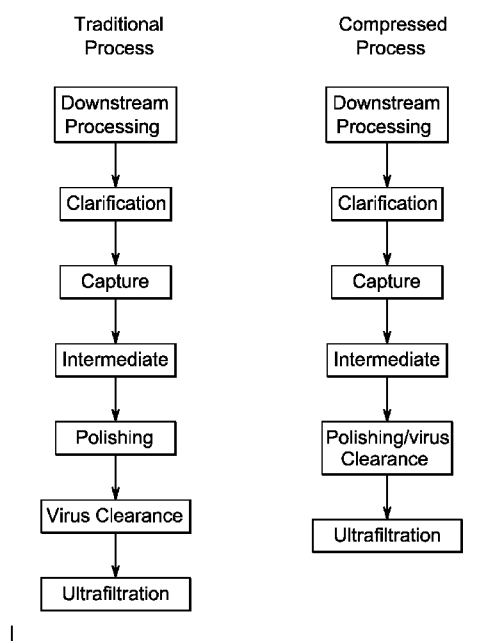 Traditional
Process
Downstream
Processing
Clarification
Capture
Intermediate
Polishing
Virus Clearance
Ultrafiltration
Compressed
Process
Downstream
Processing
Clarification
Capture
Intermediate
Polishing/virus
Clearance
Ultrafiltration